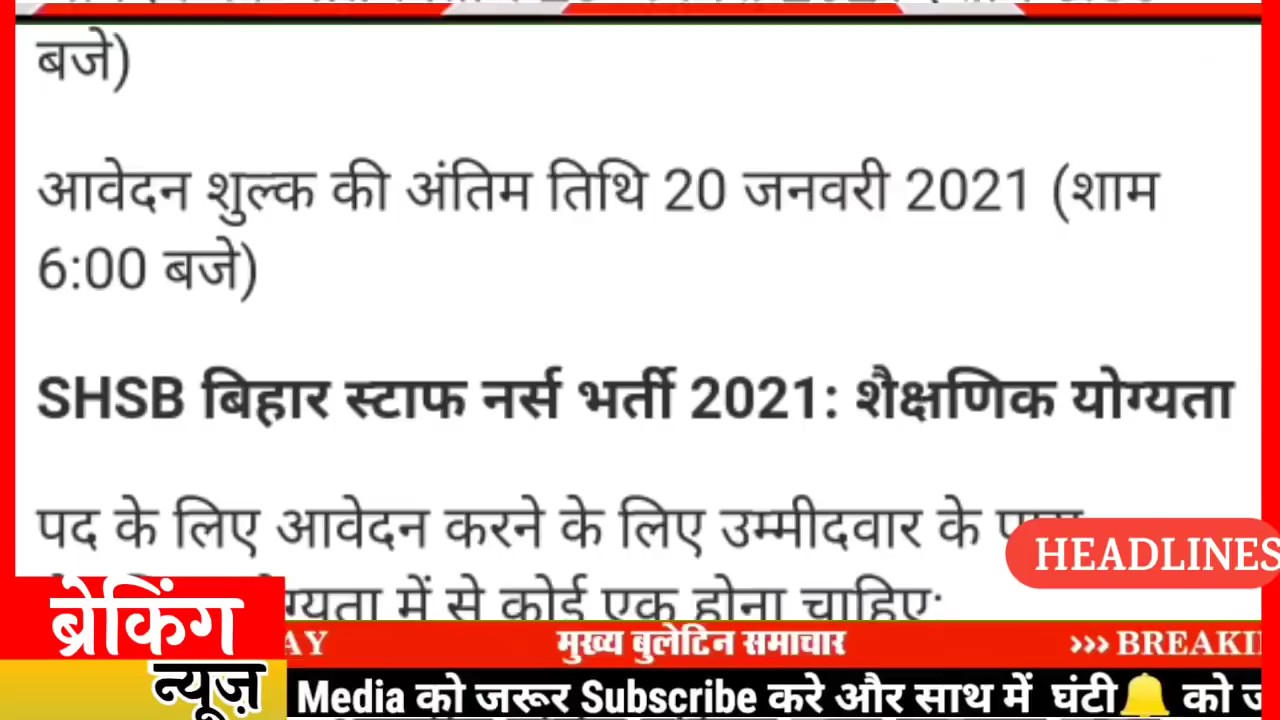 बजे)
आवेदन शुल्क की अंतिम तिथि 20 जनवरी 2021 (शाम
6:00 बजे)
SHSB बिहार स्टाफ नर्स भर्ती 2021: शैक्षणिक योग्यता
पद के लिए आवेदन करने के लिए उम्मीदवार के
HEADLINES
में से कोई एक होना चाहिए:
ब्रेकिंग
न्यूज़
मुख्य बुलेटिन समाचार
>>> BREAKI
Media को जरूर Subscribe करे और साथ में घंटी🔔 को